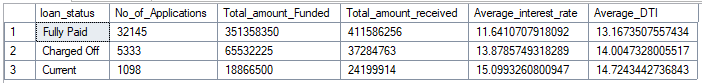 loan_status No_of_Applications Total_amount_Funded Total_amount_received Average_interest_rate Average_DTI
1 Fully Paid 32145 351358350 411586256 11.6410707918092 13.1673507557434
2 Charged Off 5333 65532225 37284763 13.8785749318289 14.0047328005517
3 Current 1098 18866500 24199914 15.0993260800947 14.7243442736843